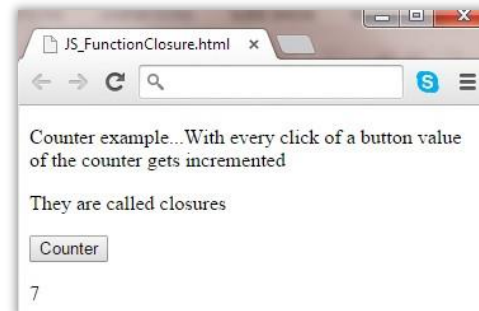 JS_FunctionClosure.html
Counter example...With every click of a button value
of the counter gets incremented
They are called closures
Counter
7